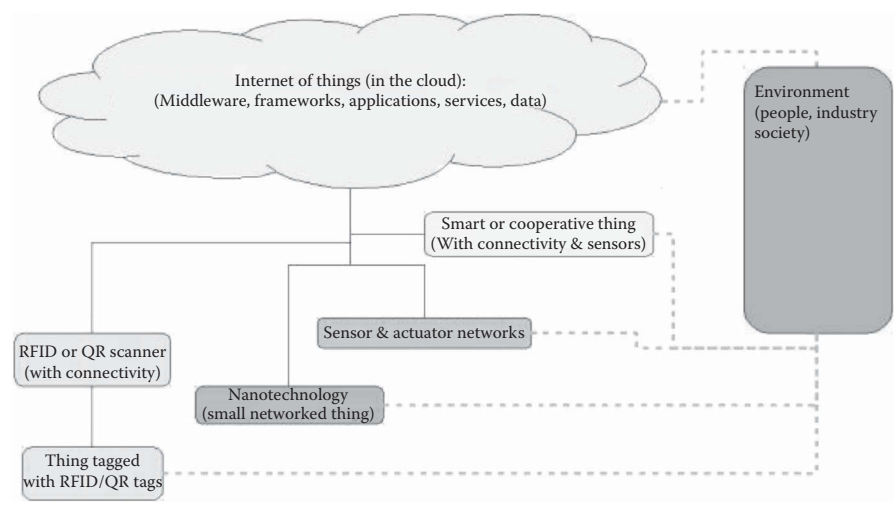 Internet of things (in the cloud):
(Middleware, frameworks, applications, services, data)
Environment
(people, industry
society)
Smart or cooperative thing
(With connectivity & sensors)
Sensor & actuator networks
RFID or QR scanner
(with connectivity)
Nanotechnology
(small networked thing)
Thing tagged
with RFID/QR tags